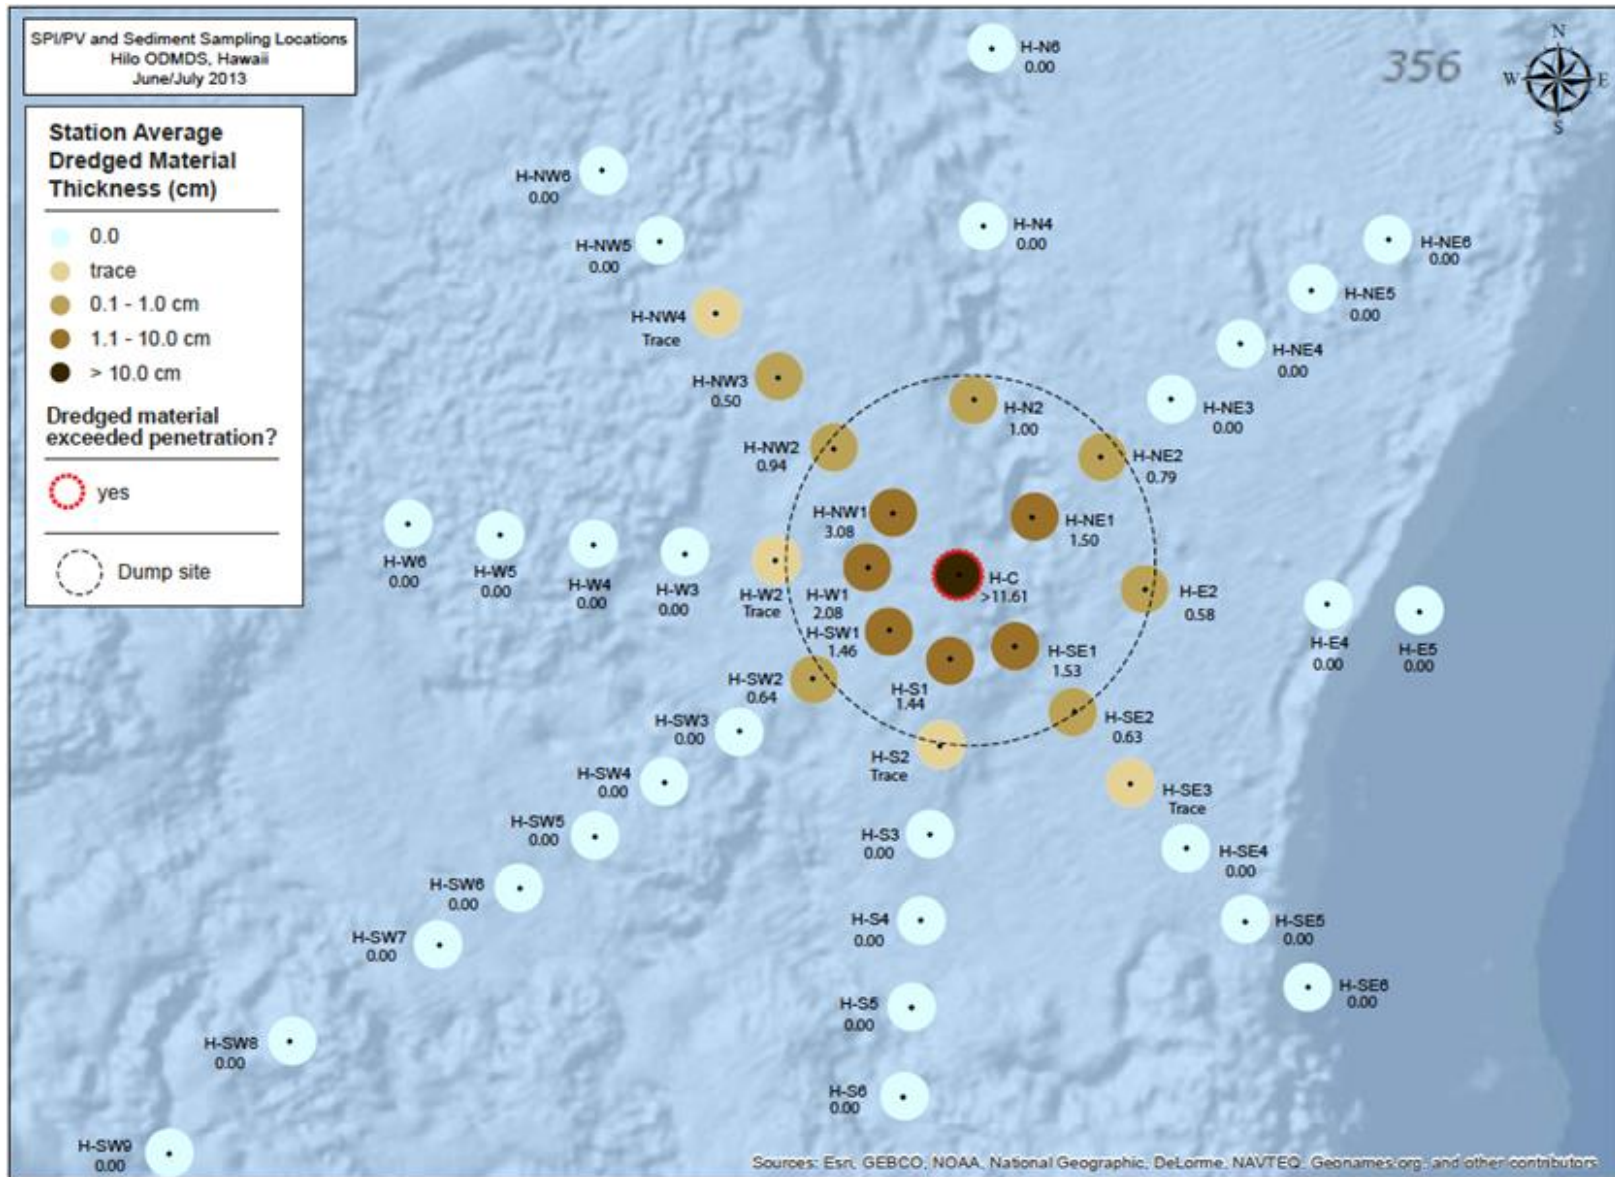 SPI/PV and Sediment Sampling Locations
Hilo ODMDS, Hawaii
June/July 2013
Station Average
Dredged Material
Thickness (cm)
0.0
trace
0.1 - 1.0 cm
1.1 - 10.0 cm
> 10.0 cm
Dredged material
exceeded penetration?
yes
Dump site
356
N
W
E
S
H-N6
0.00
H-NW6
0.00
H-NW5
0.00
H-N4
0.00
H-NE6
0.00
H-NE5
0.00
H-NW4
Trace
H-NE4
0.00
H-NW3
0.50
H-N2
1.00
H-NE3
0.00
H-NW2
0.94
H-NE2
0.79
H-NW1
3.08
H-NE1
1.50
H-W6
0.00
H-W5
0.00
H-W4
0.00
H-W3
0.00
H-W2
Trace
H-W1
2.08
H-C
>11.61
H-E2
0.58
H-E4
0.00
H-E5
0.00
H-SW1
1.46
H-SE1
1.53
H-SW2
0.64
H-S1
1.44
H-SW3
0.00
H-SE2
0.63
H-S2
Trace
H-SW4
0.00
H-SE3
Trace
H-SW5
0.00
H-S3
0.00
H-SE4
0.00
H-SW6
0.00
H-S4
0.00
H-SE5
0.00
H-SW7
0.00
H-SE6
0.00
H-S5
0.00
H-SW8
0.00
H-S6
0.00
H-SW9
0.00
Sources: Esri, GEBCO, NOAA, National Geographic, DeLorme, NAVTEQ, Geonames.org, and other contributors